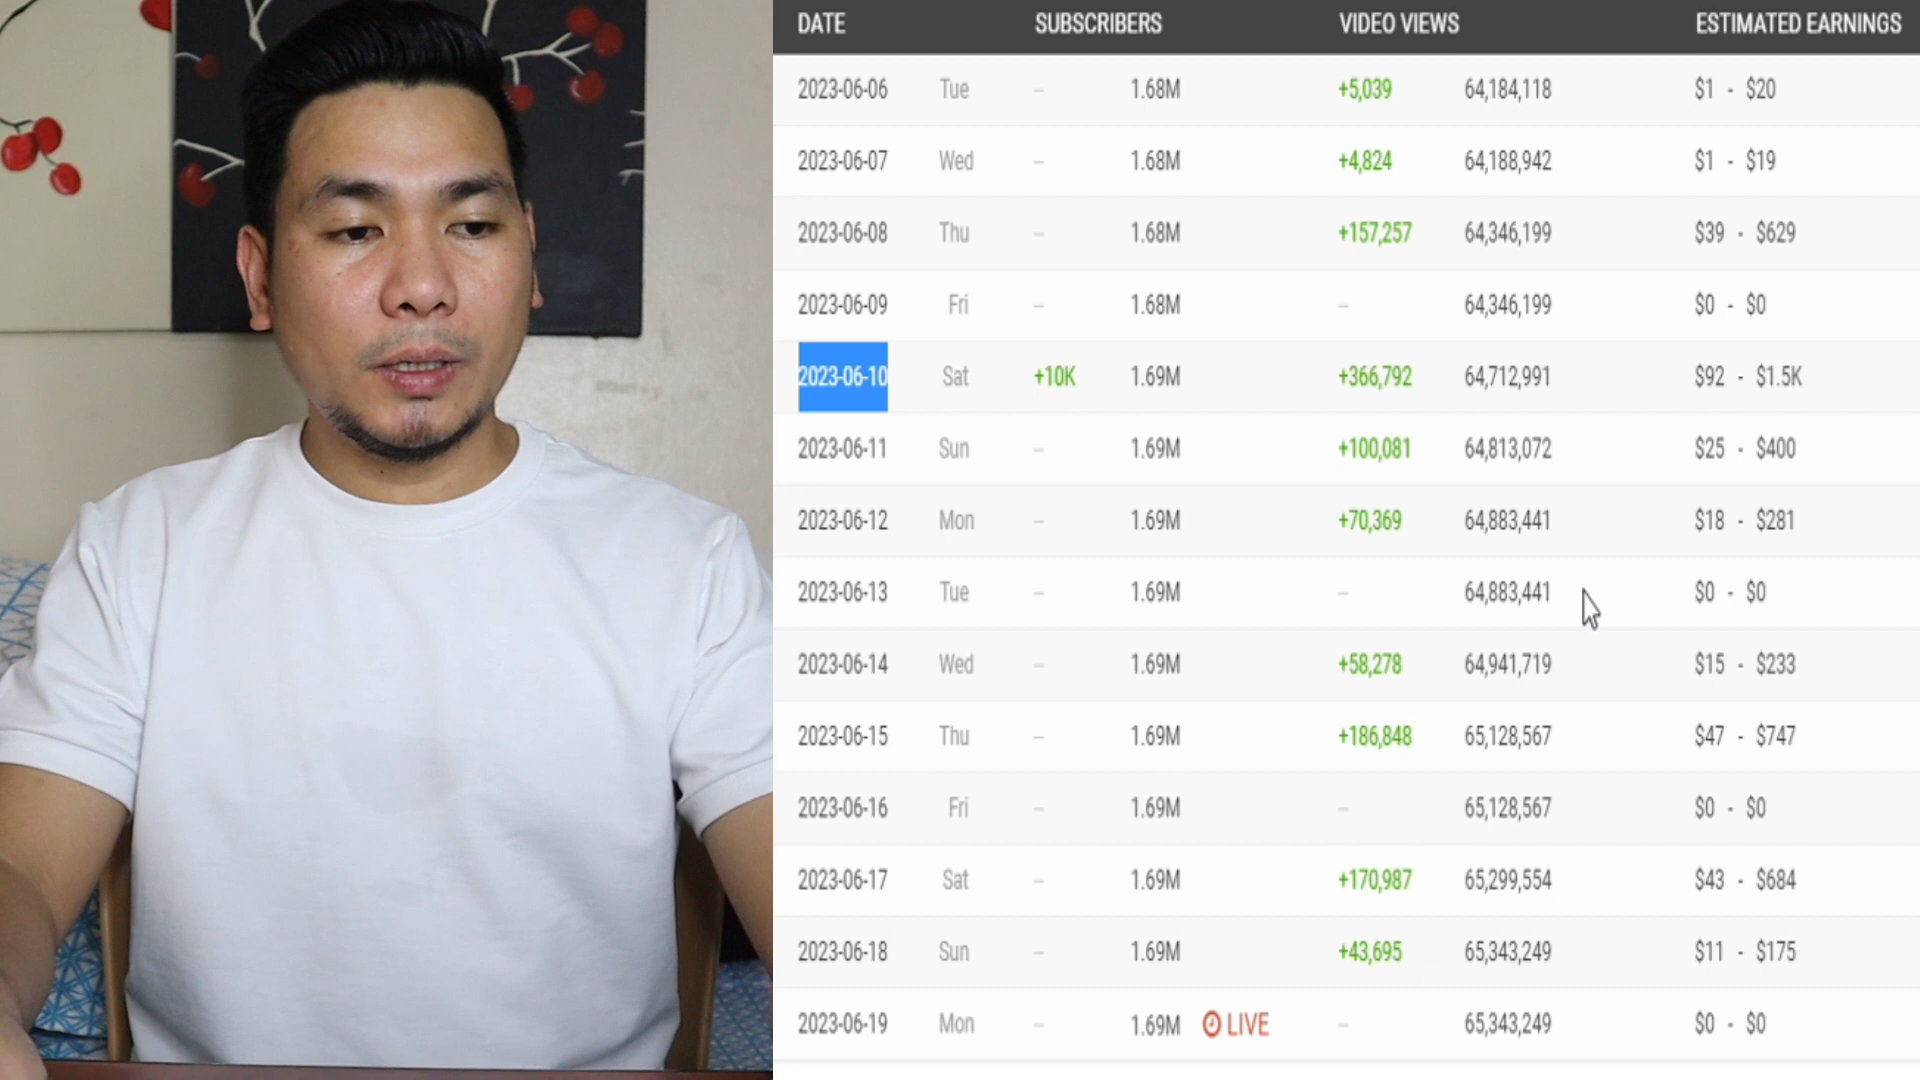 DATE SUBSCRIBERS VIDEO VIEWS ESTIMATED EARNINGS
2023-06-06 Tue -- 1.68M +5,039 64,184,118 $1 - $20
2023-06-07 Wed -- 1.68M +4,824 64,188,942 $1 - $19
2023-06-08 Thu -- 1.68M +157,257 64,346,199 $39 - $629
2023-06-09 Fri -- 1.68M -- 64,346,199 $0 - $0
2023-06-10 Sat +10K 1.69M +366,792 64,712,991 $92 - $1.5K
2023-06-11 Sun -- 1.69M +100,081 64,813,072 $25 - $400
2023-06-12 Mon -- 1.69M +70,369 64,883,441 $18 - $281
2023-06-13 Tue -- 1.69M -- 64,883,441 $0 - $0
2023-06-14 Wed -- 1.69M +58,278 64,941,719 $15 - $233
2023-06-15 Thu -- 1.69M +186,848 65,128,567 $47 - $747
2023-06-16 Fri -- 1.69M -- 65,128,567 $0 - $0
2023-06-17 Sat -- 1.69M +170,987 65,299,554 $43 - $684
2023-06-18 Sun -- 1.69M +43,695 65,343,249 $11 - $175
2023-06-19 Mon -- 1.69M LIVE -- 65,343,249 $0 - $0